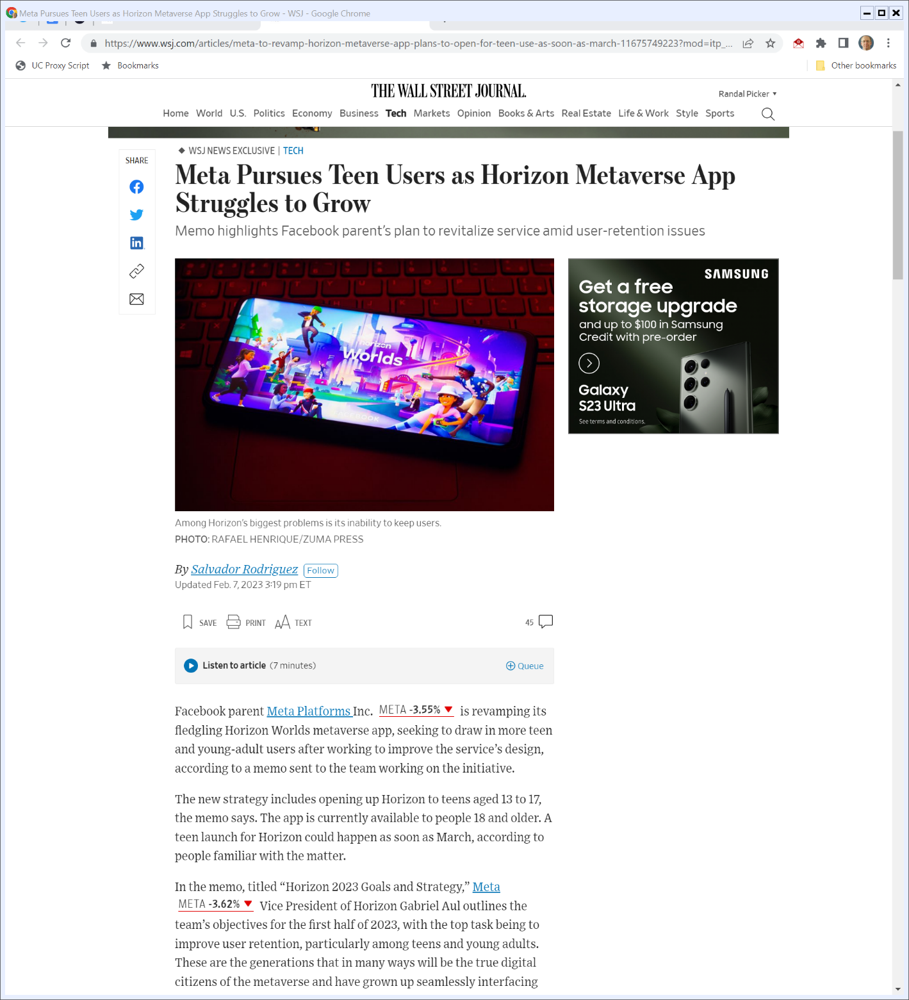 Meta Pursues Teen Users as Horizon Metaverse App Struggles to Grow - WSJ - Google Chrome
https://www.wsj.com/articles/meta-to-revamp-horizon-metaverse-app-plans-to-open-for-teen-use-as-soon-as-march-11675749223?mod=itp_...
UC Proxy Script
Bookmarks
Other bookmarks
THE WALL STREET JOURNAL.
Randal Picker
Home World U.S. Politics Economy Business Tech Markets Opinion Books & Arts Real Estate Life & Work Style Sports
SHARE
◆ WSJ NEWS EXCLUSIVE | TECH
Meta Pursues Teen Users as Horizon Metaverse App
Struggles to Grow
Memo highlights Facebook parent's plan to revitalize service amid user-retention issues
horizon
Worlds
FACEBOOK
SAMSUNG
Get a free
storage upgrade
and up to $100 in Samsung
Credit with pre-order
Galaxy
S23 Ultra
See terms and conditions.
Among Horizon's biggest problems is its inability to keep users.
PHOTO: RAFAEL HENRIQUE/ZUMA PRESS
By Salvador Rodriguez Follow
Updated Feb. 7, 2023 3:19 pm ET
SAVE PRINT TEXT
45
Listen to article (7 minutes)
Queue
Facebook parent Meta Platforms Inc. META -3.55% ▼ is revamping its
fledgling Horizon Worlds metaverse app, seeking to draw in more teen
and young-adult users after working to improve the service's design,
according to a memo sent to the team working on the initiative.
The new strategy includes opening up Horizon to teens aged 13 to 17,
the memo says. The app is currently available to people 18 and older. A
teen launch for Horizon could happen as soon as March, according to
people familiar with the matter.
In the memo, titled “Horizon 2023 Goals and Strategy,” Meta
META -3.62% ▼ Vice President of Horizon Gabriel Aul outlines the
team's objectives for the first half of 2023, with the top task being to
improve user retention, particularly among teens and young adults.
These are the generations that in many ways will be the true digital
citizens of the metaverse and have grown up seamlessly interfacing